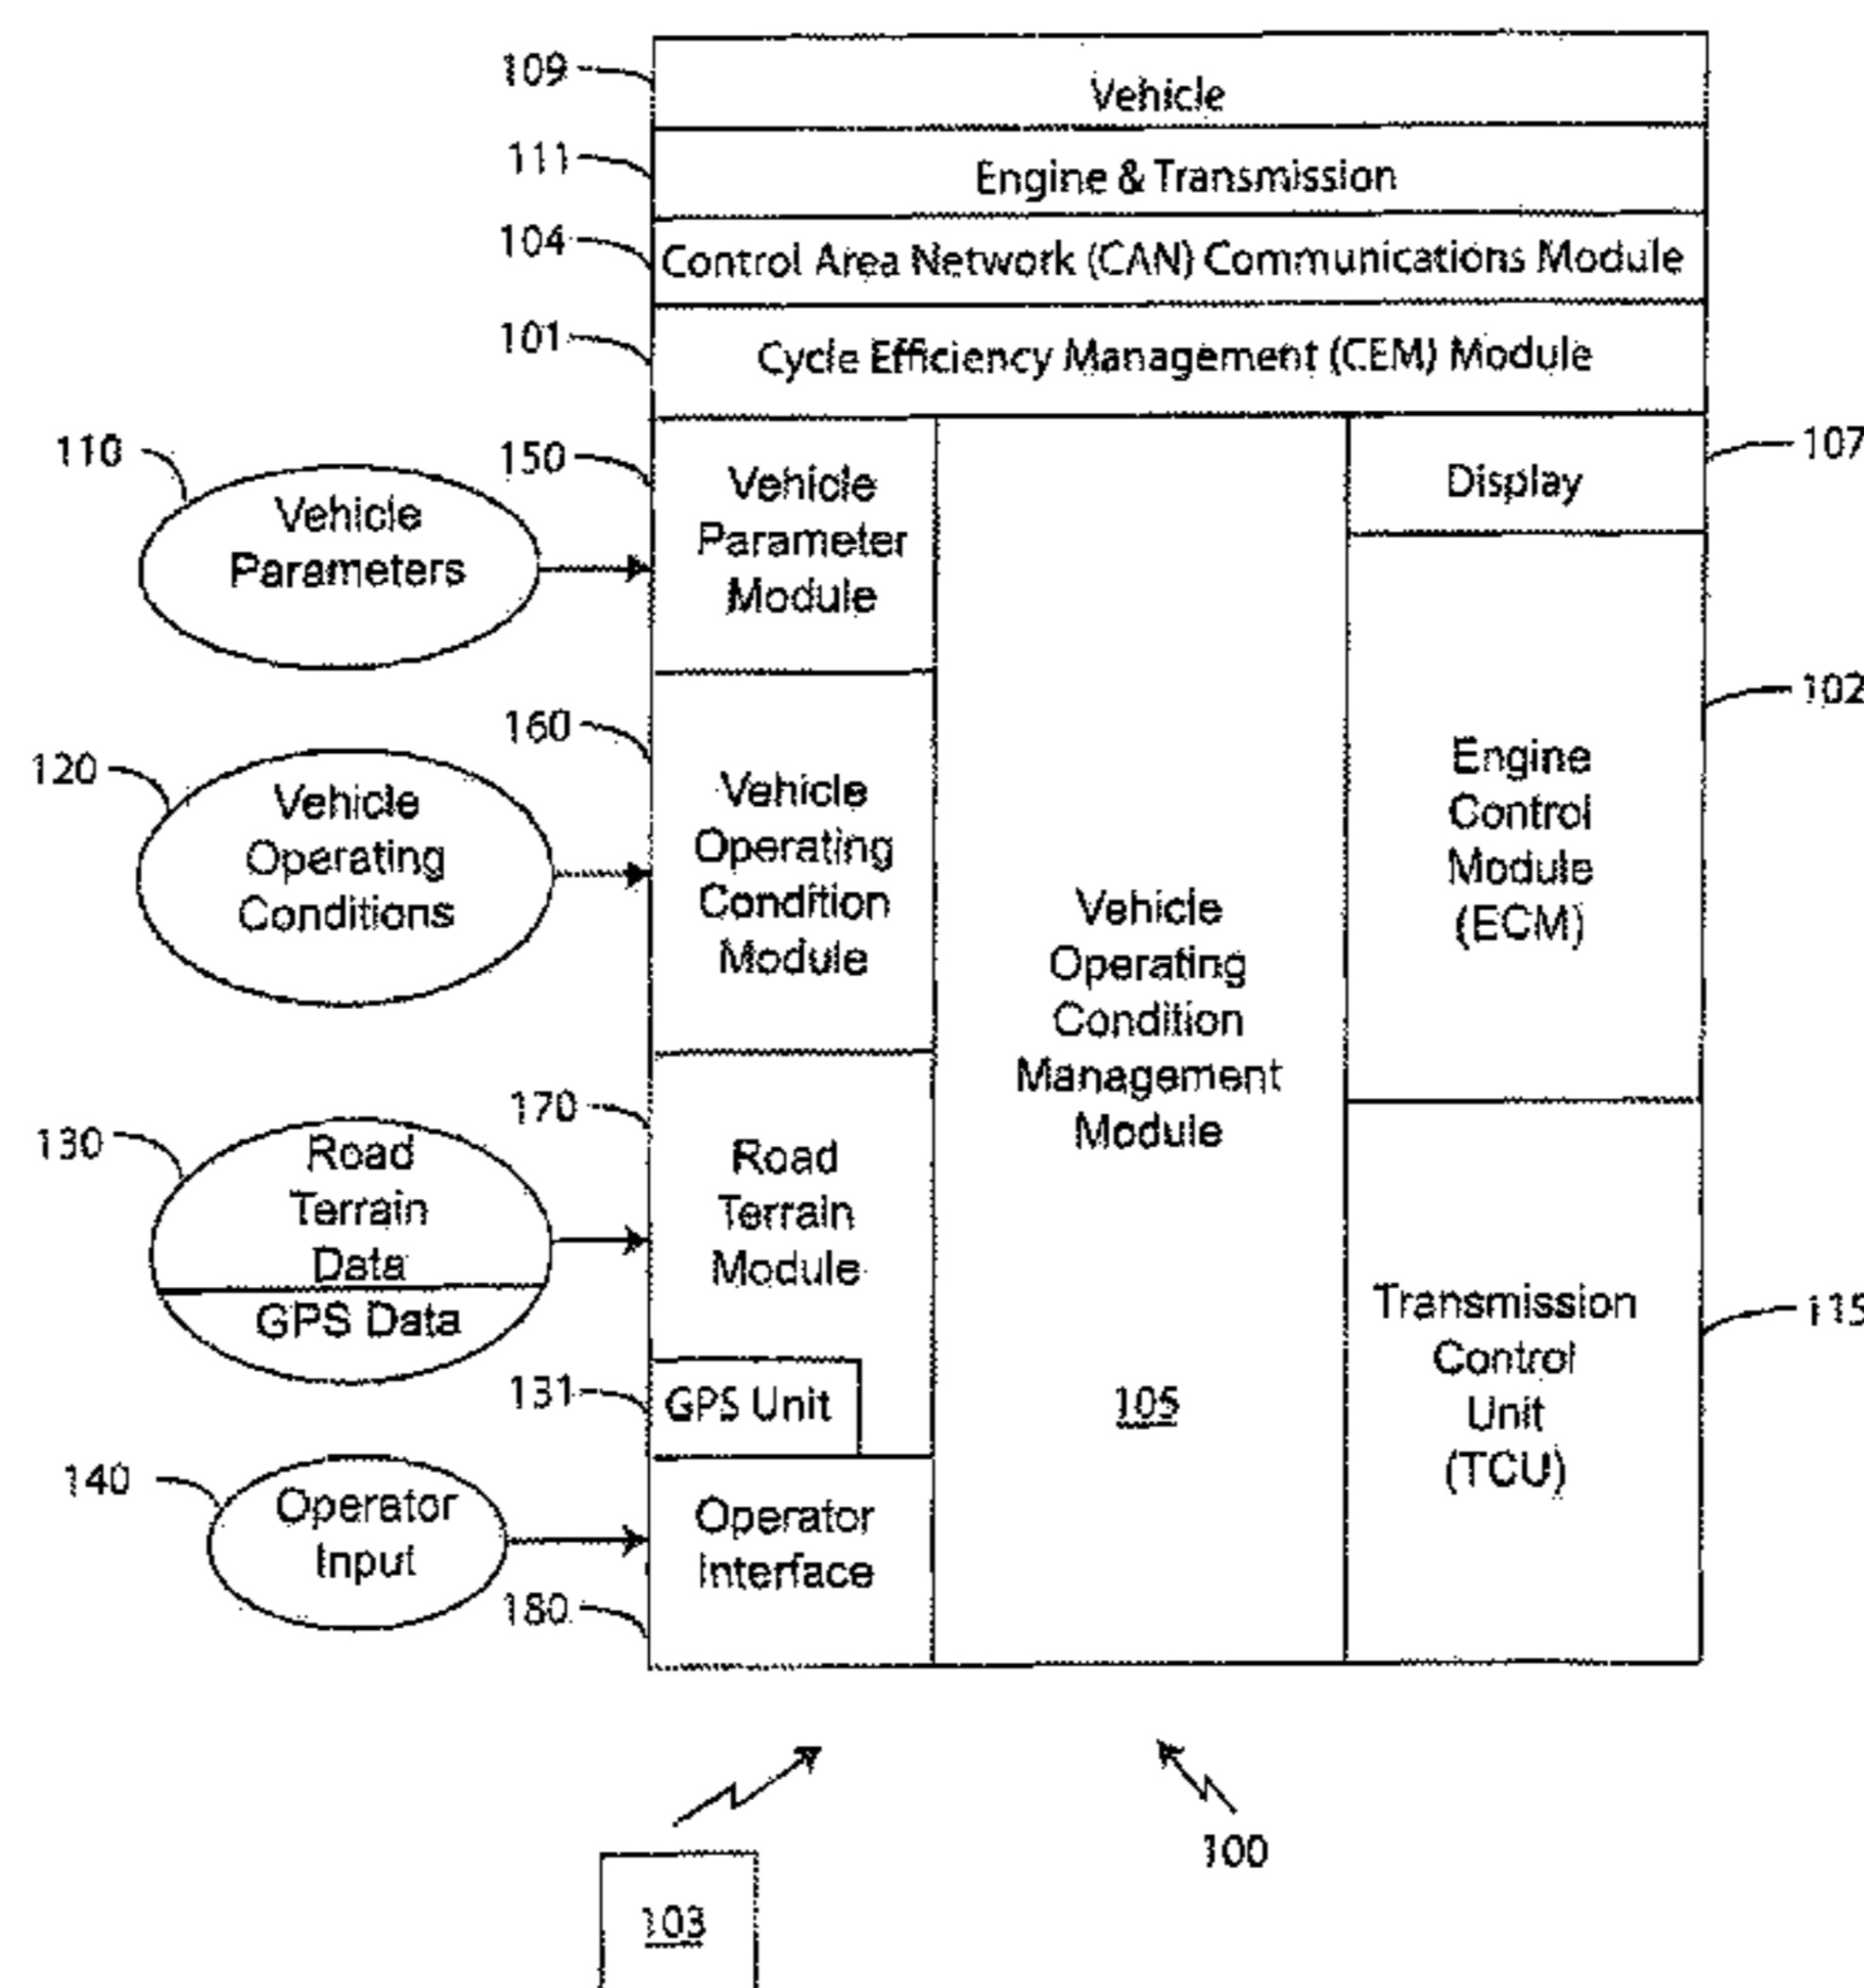 109
Vehicle
111
Engine & Transmission
104
Control Area Network (CAN) Communications Module
101
Cycle Efficiency Management (CEM) Module
110
Vehicle
Parameters
150
Vehicle
Parameter
Module
107
Display
102
120
Vehicle
Operating
Conditions
160
Vehicle
Operating
Condition
Module
Vehicle
Operating
Condition
Management
Module
105
Engine
Control
Module
(ECM)
130
Road
Terrain
Data
GPS Data
170
Road
Terrain
Module
131
GPS Unit
Transmission
Control
Unit
(TCU)
115
140
Operator
Input
Operator
Interface
180
100
103